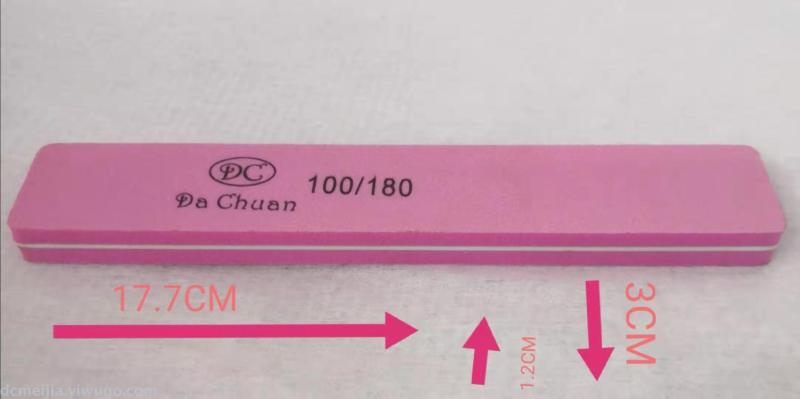 DC
Da Chuan
100/180
17.7CM
1.2CM
3CM
dcmeijia.yiwugo.com